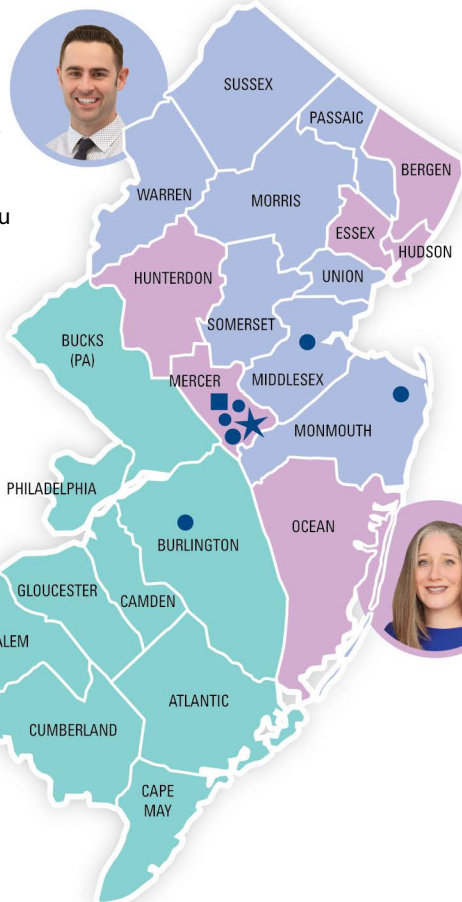 SUSSEX
PASSAIC
BERGEN
WARREN
MORRIS
u
ESSEX
HUDSON
HUNTERDON
UNION
SOMERSET
BUCKS
(PA)
MERCER
MIDDLESEX
MONMOUTH
PHILADELPHIA
OCEAN
BURLINGTON
GLOUCESTER
CAMDEN
ALEM
ATLANTIC
CUMBERLAND
CAPE
MAY